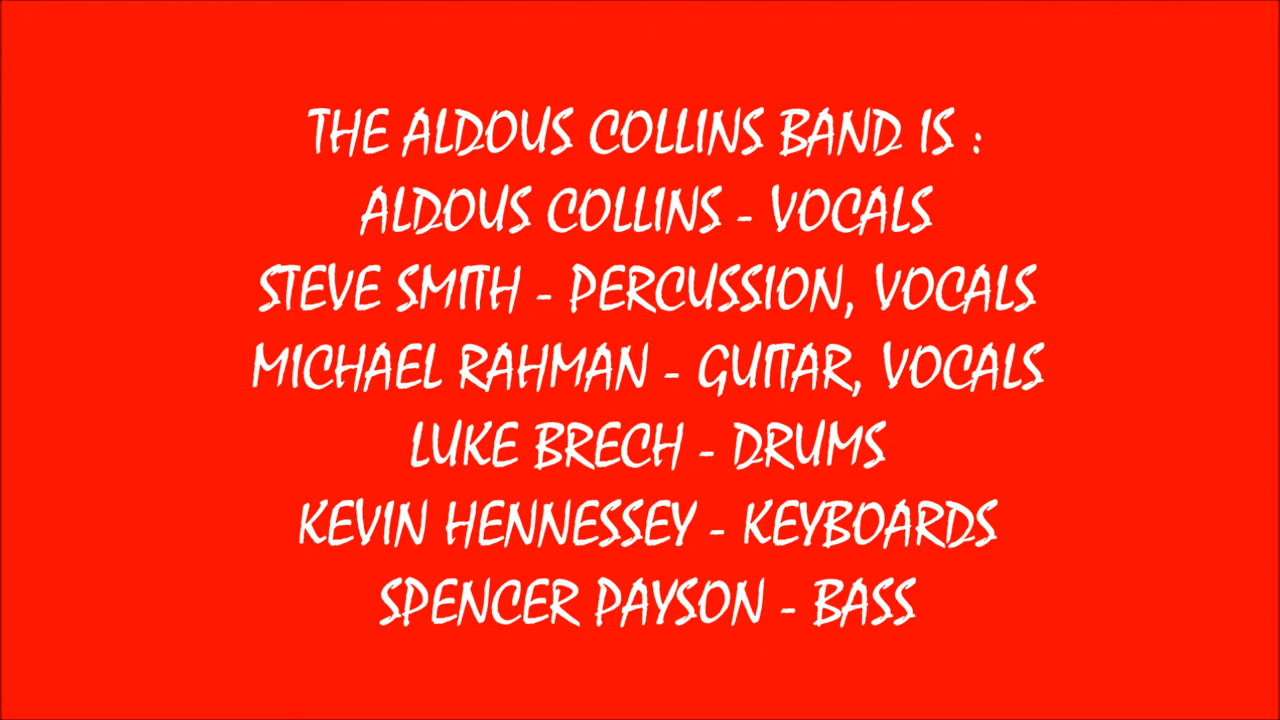 THE ALDOUS COLLINS BAND IS :
ALDOUS COLLINS - VOCALS
STEVE SMITH - PERCUSSION, VOCALS
MICHAEL RAHMAN - GUITAR, VOCALS
LUKE BRECH - DRUMS
KEVIN HENNESSEY - KEYBOARDS
SPENCER PAYSON - BASS